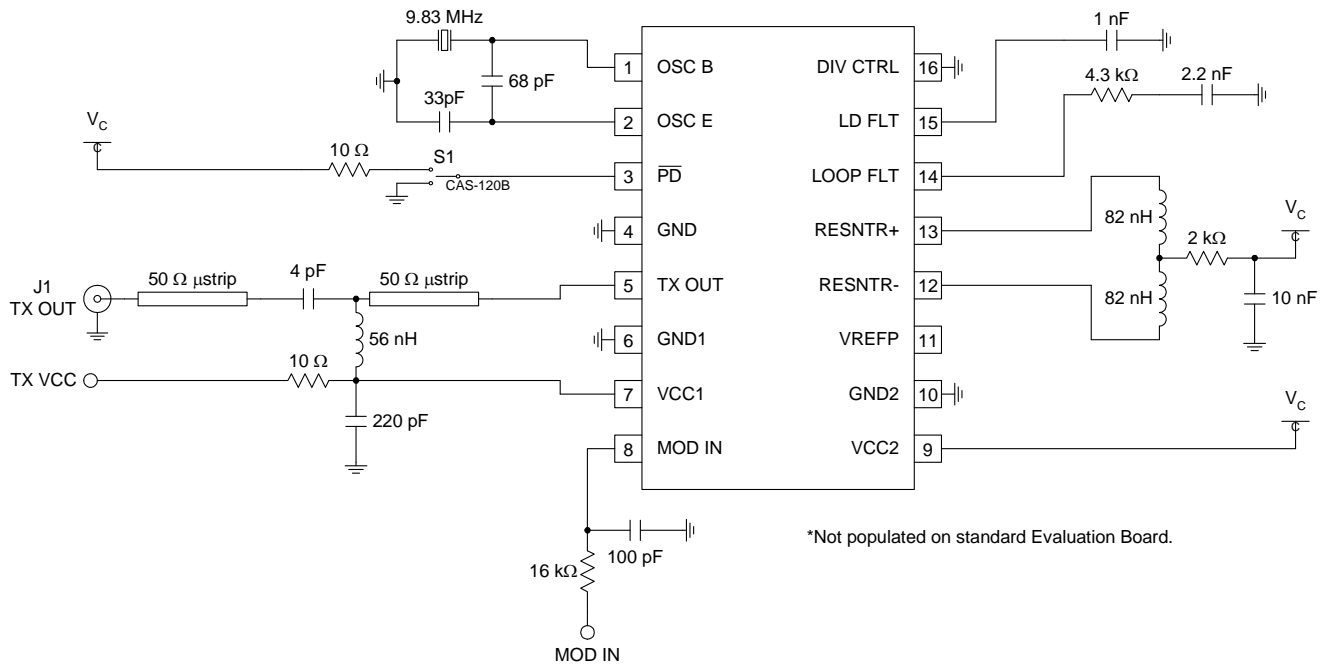 9.83 MHz
68 pF
33pF
V_C
C
10 Ω
S1
CAS-120B
J1
TX OUT
50 Ω μstrip
4 pF
50 Ω μstrip
56 nH
TX VCC
10 Ω
220 pF
1 OSC B
2 OSC E
3 PD
4 GND
5 TX OUT
6 GND1
7 VCC1
8 MOD IN
DIV CTRL 16
LD FLT 15
LOOP FLT 14
RESNTR+ 13
RESNTR- 12
VREFP 11
GND2 10
VCC2 9
1 nF
4.3 kΩ
2.2 nF
82 nH
82 nH
2 kΩ
V_C
C
10 nF
V_C
C
100 pF
16 kΩ
MOD IN
*Not populated on standard Evaluation Board.